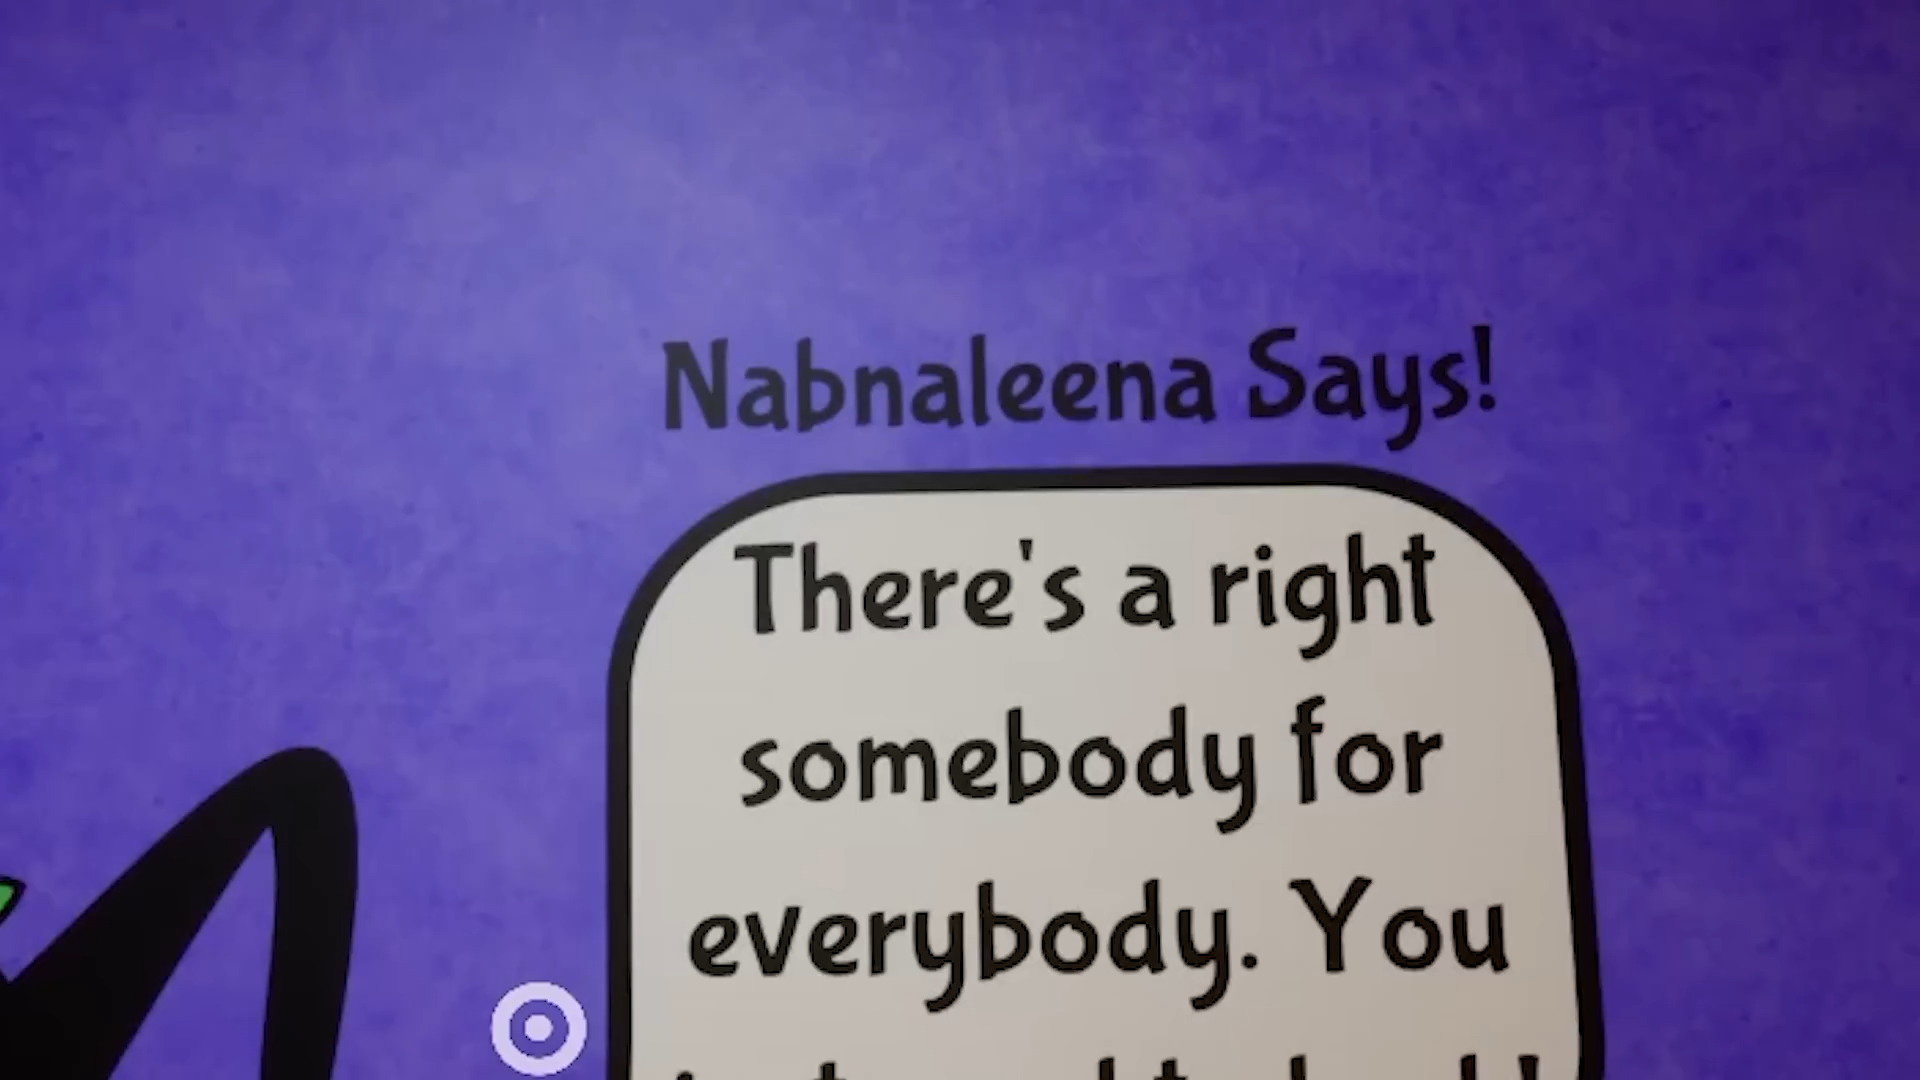 Nabnaleena Says!
There's a right
somebody for
everybody. You